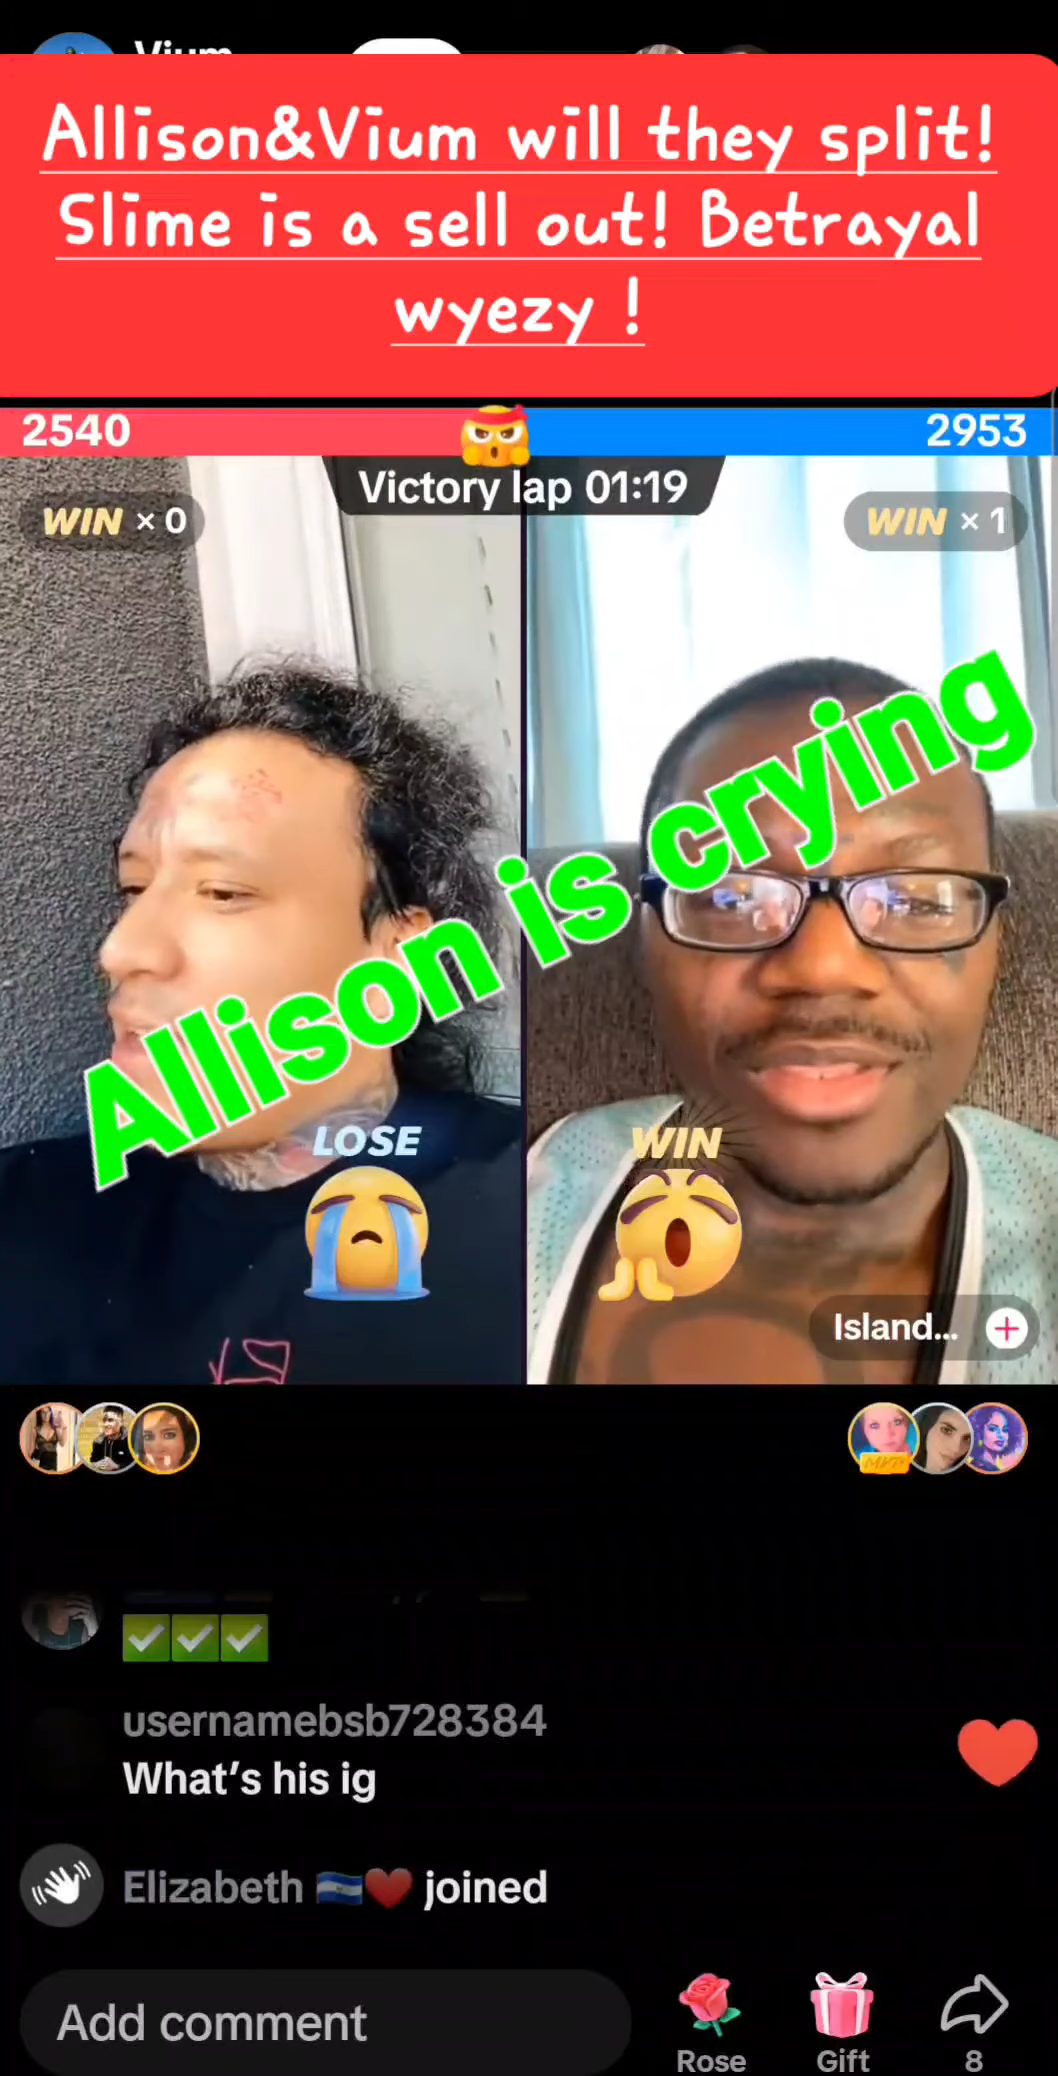 Vium
Allison&Vium will they split!
Slime is a sell out! Betrayal
wyezy !
2540
2953
Victory lap 01:19
WIN × 0
WIN × 1
Allison is crying
LOSE
WIN
Island...
✅✅✅
usernamebsb728384
What's his ig
Elizabeth 🇸🇻❤️ joined
Add comment
Rose
Gift
8